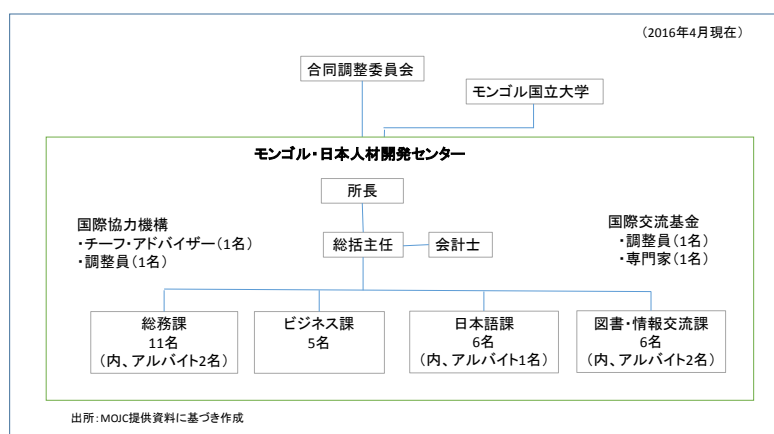 （2016年4月現在）
合同調整委員会
モンゴル国立大学
モンゴル・日本人材開発センター
所長
国際協力機構
・チーフ・アドバイザー（1名）
・調整員（1名）
総括主任
会計士
国際交流基金
・調整員（1名）
・専門家（1名）
総務課
11名
（内、アルバイト2名）
ビジネス課
5名
日本語課
6名
（内、アルバイト1名）
図書・情報交流課
6名
（内、アルバイト2名）
出所：MOJC提供資料に基づき作成